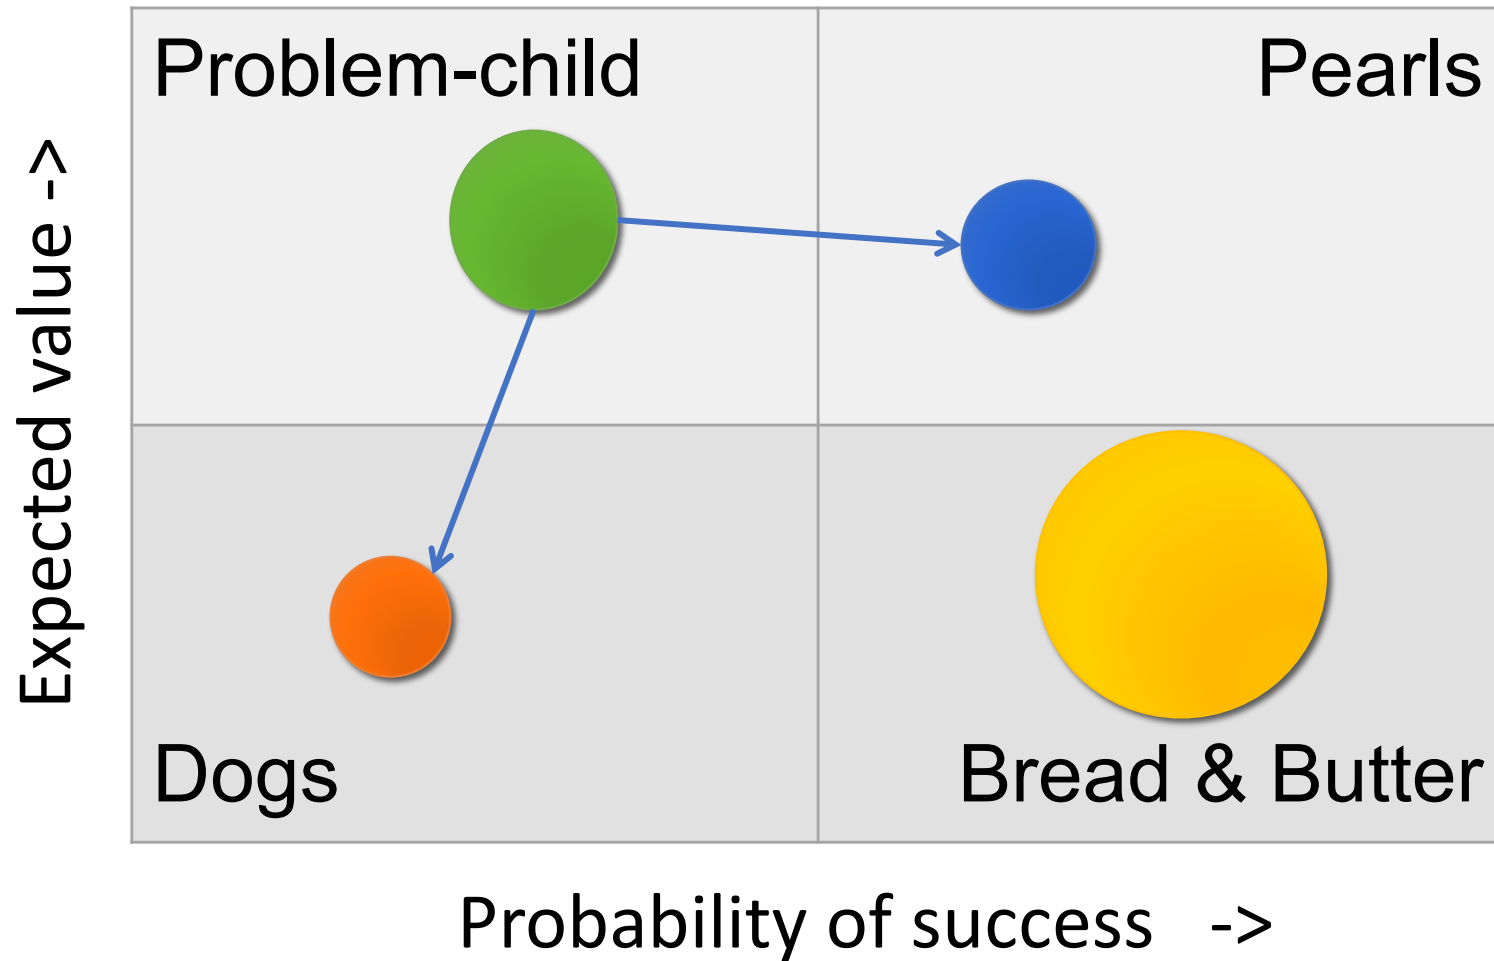 Problem-child
Pearls
Expected value ->
Dogs
Bread & Butter
Probability of success ->